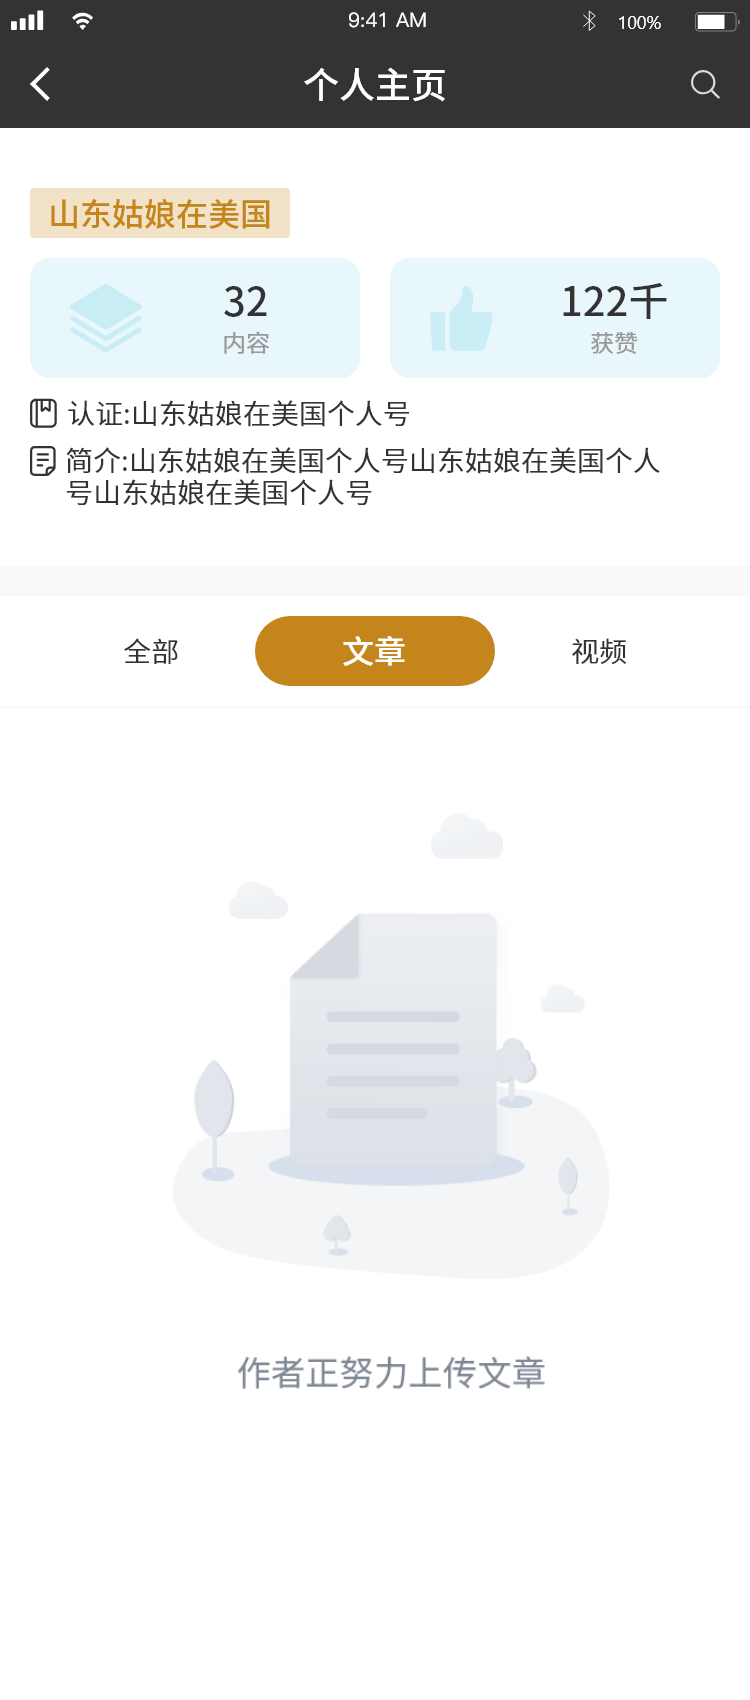 9:41 AM
100%
个人主页
山东姑娘在美国
32
内容
122千
获赞
认证:山东姑娘在美国个人号
简介:山东姑娘在美国个人号山东姑娘在美国个人
号山东姑娘在美国个人号
全部
文章
视频
作者正努力上传文章